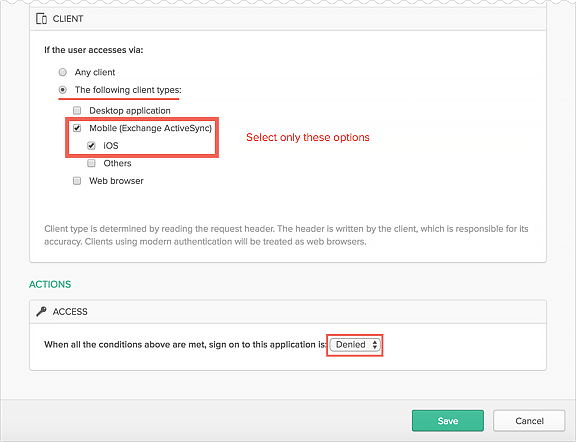 CLIENT
If the user accesses via:
Any client
The following client types:
Desktop application
Mobile (Exchange ActiveSync)
Select only these options
iOS
Others
Web browser
Client type is determined by reading the request header. The header is written by the client, which is responsible for its
accuracy. Clients using modern authentication will be treated as web browsers.
ACTIONS
ACCESS
When all the conditions above are met, sign on to this application is: Denied
Save Cancel